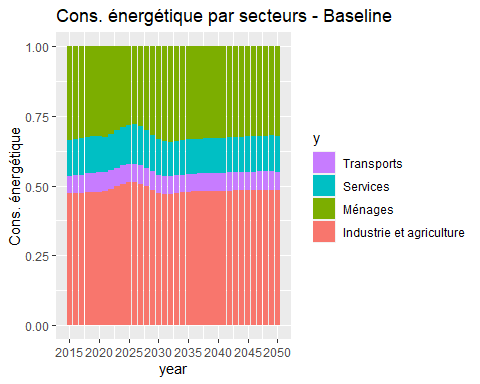 Cons. énergétique par secteurs - Baseline
1.00
0.75
0.50
0.25
0.00
Cons. énergétique
2015 2020 2025 2030 2035 2040 2045 2050
year
y
Transports
Services
Ménages
Industrie et agriculture